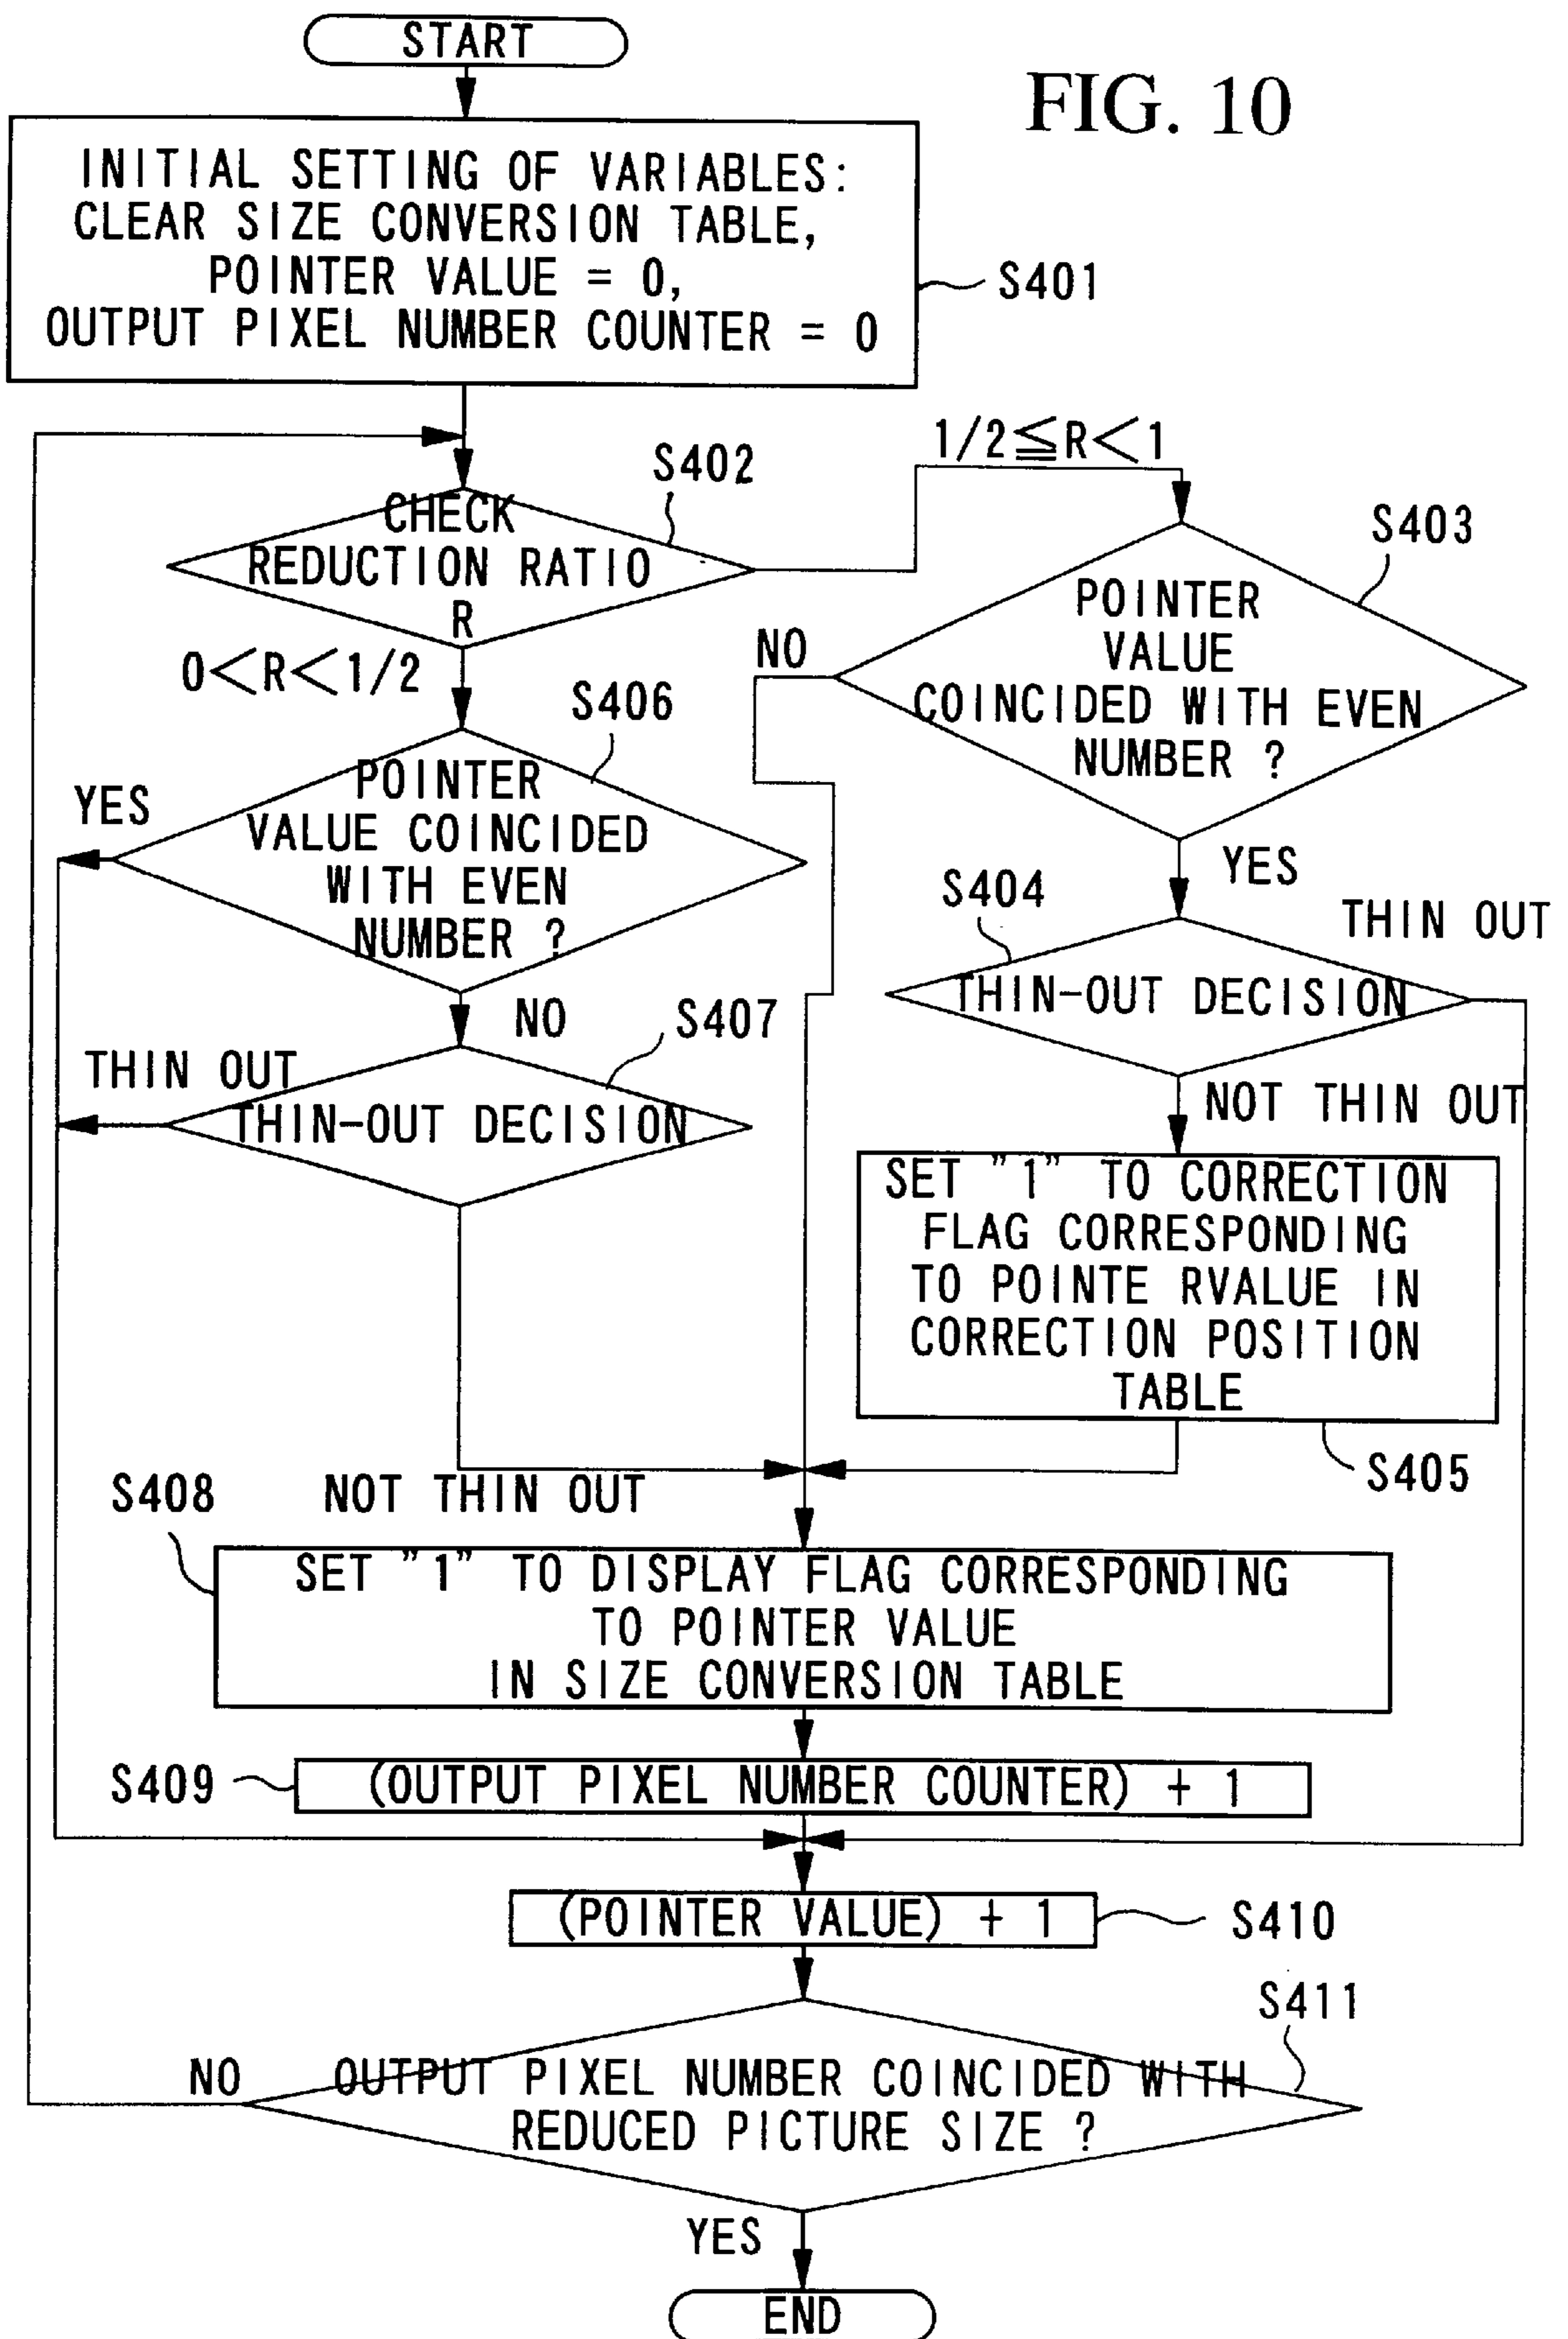 START
FIG. 10
INITIAL SETTING OF VARIABLES:
CLEAR SIZE CONVERSION TABLE,
POINTER VALUE = 0,
OUTPUT PIXEL NUMBER COUNTER = 0
S401
1/2≦R<1
S402
CHECK
REDUCTION RATIO
R
0<R<1/2
S403
POINTER
VALUE
COINCIDED WITH EVEN
NUMBER ?
NO
YES
S406
POINTER
VALUE COINCIDED
WITH EVEN
NUMBER ?
YES
NO
S404
THIN OUT
THIN-OUT DECISION
NOT THIN OUT
S407
THIN OUT
THIN-OUT DECISION
NOT THIN OUT
SET "1" TO CORRECTION
FLAG CORRESPONDING
TO POINTE RVALUE IN
CORRECTION POSITION
TABLE
S405
S408
SET "1" TO DISPLAY FLAG CORRESPONDING
TO POINTER VALUE
IN SIZE CONVERSION TABLE
S409
(OUTPUT PIXEL NUMBER COUNTER) + 1
(POINTER VALUE) + 1
S410
S411
NO
OUTPUT PIXEL NUMBER COINCIDED WITH
REDUCED PICTURE SIZE ?
YES
END